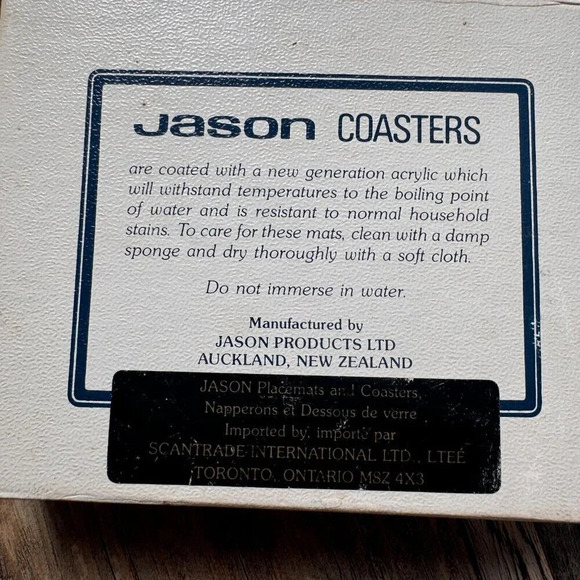 Jason COASTERS
are coated with a new generation acrylic which
will withstand temperatures to the boiling point
of water and is resistant to normal household
stains. To care for these mats, clean with a damp
sponge and dry thoroughly with a soft cloth.
Do not immerse in water.
Manufactured by
JASON PRODUCTS LTD
AUCKLAND, NEW ZEALAND
JASON Placemats and Coasters,
Napperons et Dessous de verre
Imported by, importé par
SCANTRADE INTERNATIONAL LTD., LTEÉ
TORONTO, ONTARIO M8Z 4X3